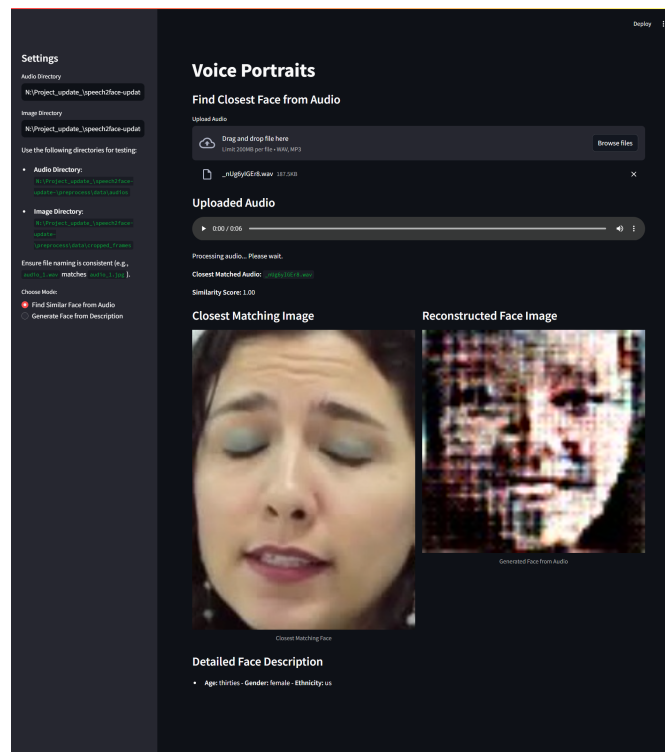 Deploy
Settings
Audio Directory
N:\Project_update_\speech2face-updat
Image Directory
N:\Project_update_\speech2face-updat
Use the following directories for testing:
Audio Directory:
N:\Project_update_\speech2face-
update-\preprocess\data\audios
Image Directory:
N:\Project_update_\speech2face-
update-
\preprocess\data\cropped_frames
Ensure file naming is consistent (e.g.,
audio_1.wav matches audio_1.jpg ).
Choose Mode:
Find Similar Face from Audio
Generate Face from Description
Voice Portraits
Find Closest Face from Audio
Upload Audio
Drag and drop file here
Limit 200MB per file • WAV, MP3
Browse files
_nUg6yIGEr8.wav 187.5KB
Uploaded Audio
0:00 / 0:06
Processing audio... Please wait.
Closest Matched Audio: _nUg6yIGEr8.wav
Similarity Score: 1.00
Closest Matching Image
Closest Matching Face
Reconstructed Face Image
Generated Face from Audio
Detailed Face Description
Age: thirties - Gender: female - Ethnicity: us